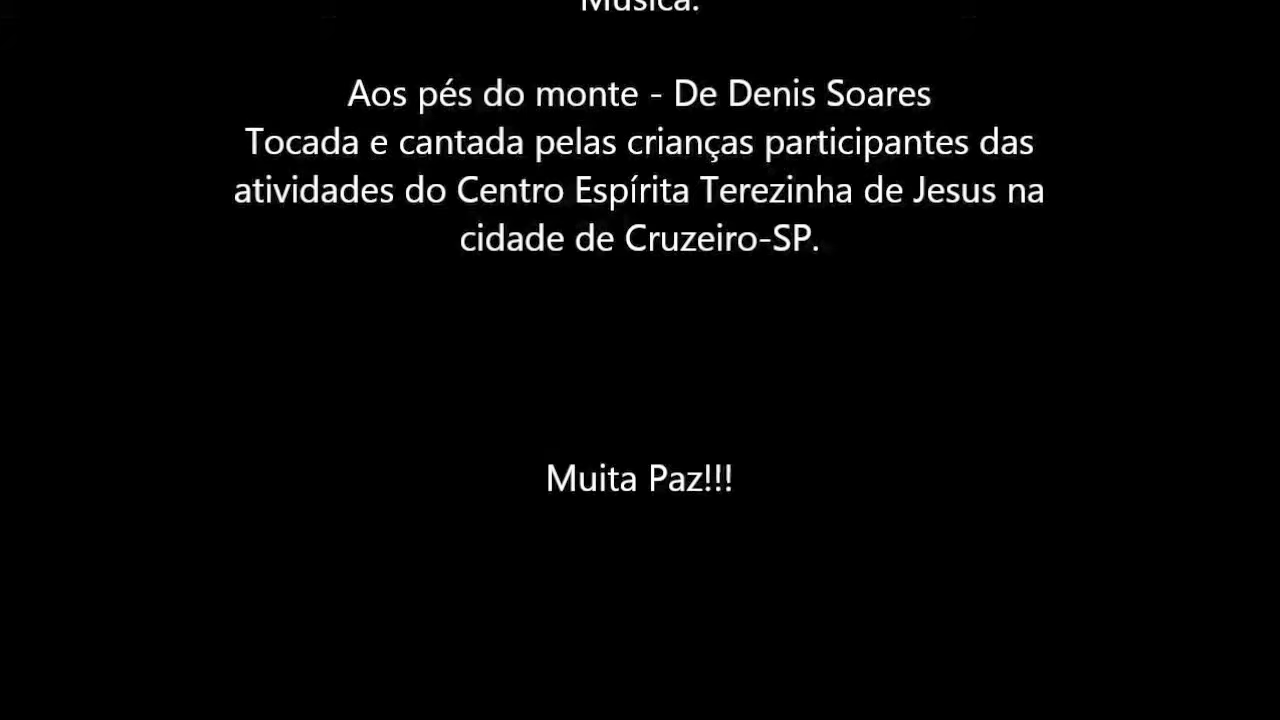 Música:
Aos pés do monte - De Denis Soares
Tocada e cantada pelas crianças participantes das
atividades do Centro Espírita Terezinha de Jesus na
cidade de Cruzeiro-SP.
Muita Paz!!!